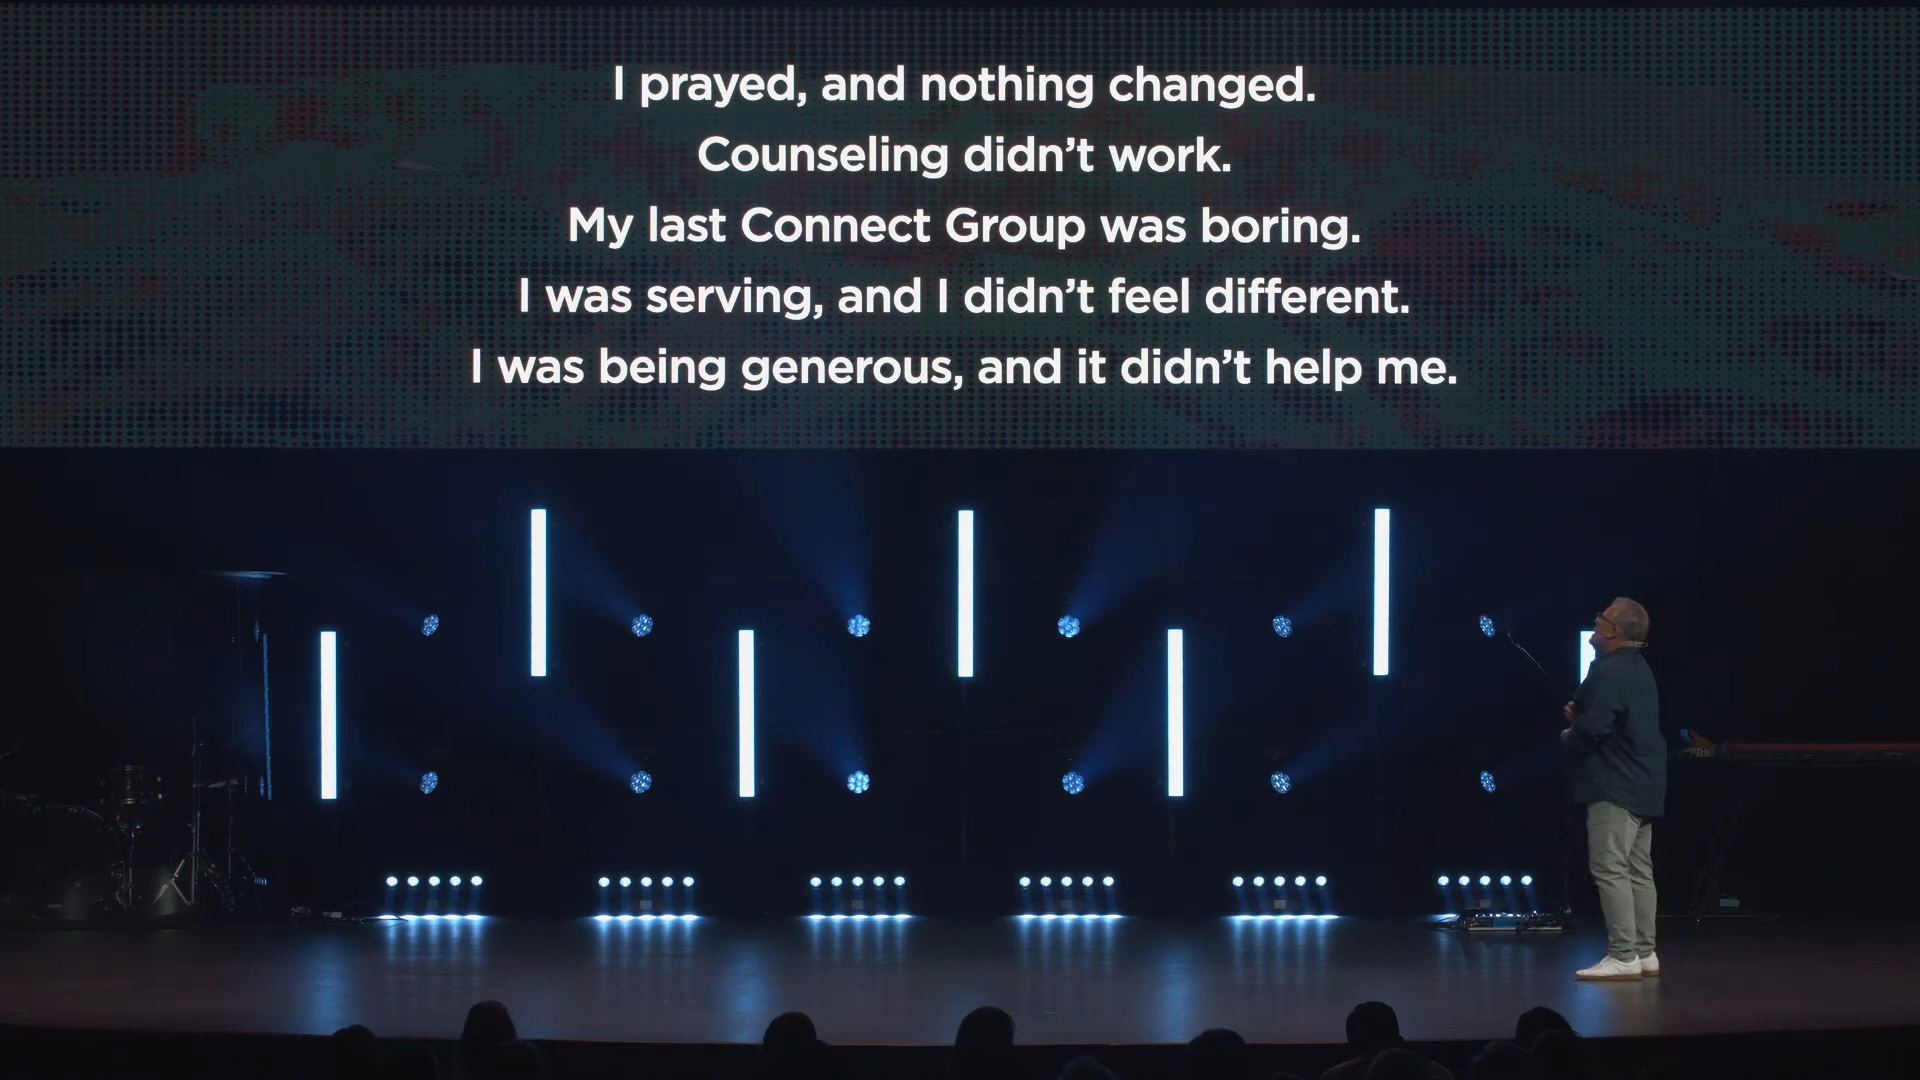 I prayed, and nothing changed.
Counseling didn’t work.
My last Connect Group was boring.
I was serving, and I didn’t feel different.
I was being generous, and it didn’t help me.